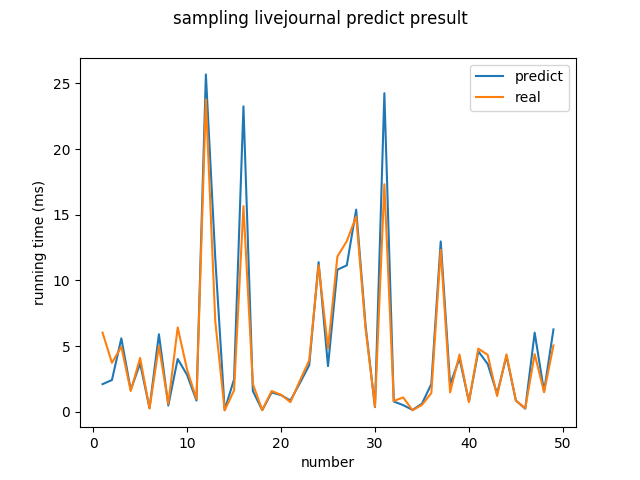 sampling livejournal predict presult
predict
real
running time (ms)
25
20
15
10
5
0
0 10 20 30 40 50
number